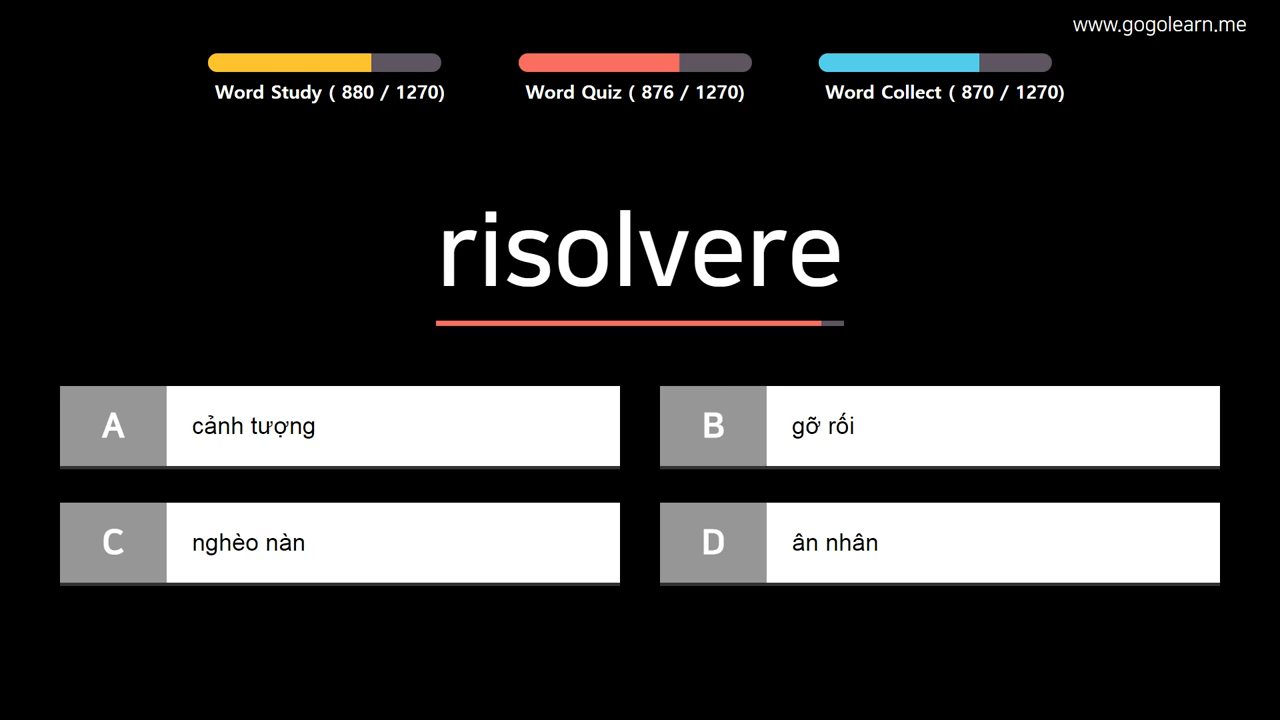 www.gogolearn.me
Word Study ( 880 / 1270)
Word Quiz ( 876 / 1270)
Word Collect ( 870 / 1270)
risolvere
A cảnh tượng
B gỡ rối
C nghèo nàn
D ân nhân